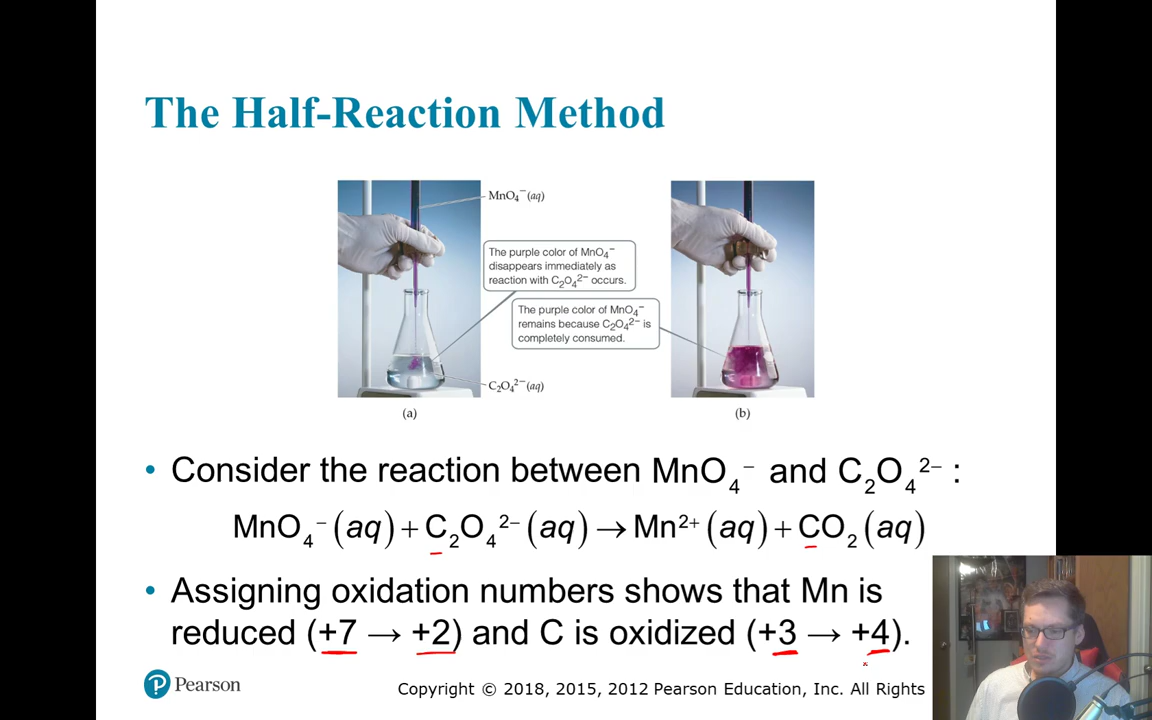 The Half-Reaction Method
MnO₄⁻(aq)
The purple color of MnO₄⁻
disappears immediately as
reaction with C₂O₄²⁻ occurs.
The purple color of MnO₄⁻
remains because C₂O₄²⁻ is
completely consumed.
C₂O₄²⁻(aq)
(a)
(b)
• Consider the reaction between MnO₄⁻ and C₂O₄²⁻ :
MnO₄⁻(aq) + C₂O₄²⁻(aq) → Mn²⁺(aq) + CO₂(aq)
• Assigning oxidation numbers shows that Mn is
reduced (+7 → +2) and C is oxidized (+3 → +4).
P Pearson
Copyright © 2018, 2015, 2012 Pearson Education, Inc. All Rights